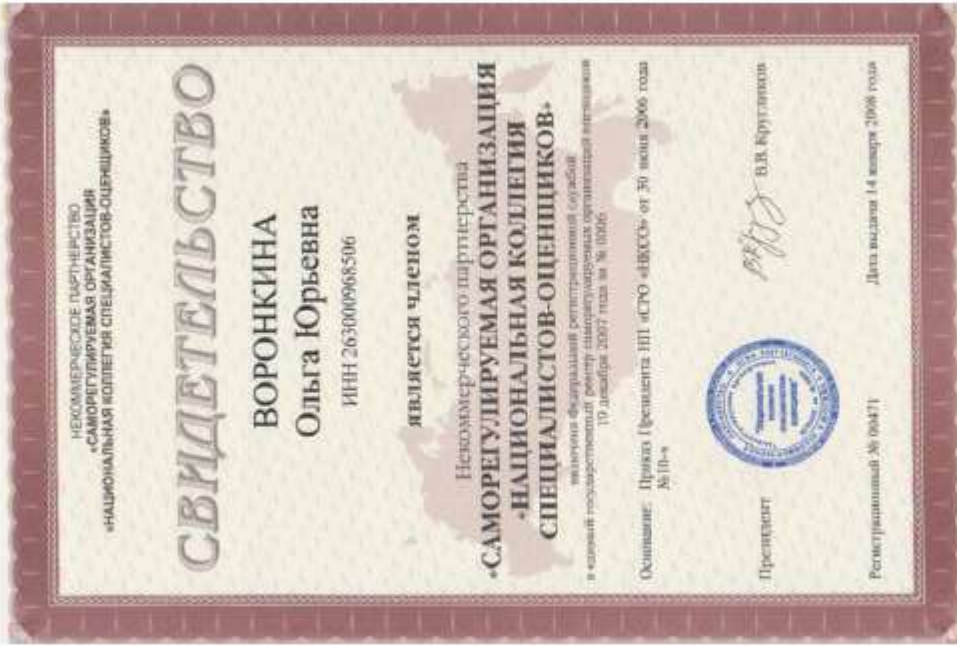 НЕКОММЕРЧЕСКОЕ ПАРТНЕРСТВО
«САМОРЕГУЛИРУЕМАЯ ОРГАНИЗАЦИЯ
«НАЦИОНАЛЬНАЯ КОЛЛЕГИЯ СПЕЦИАЛИСТОВ-ОЦЕНЩИКОВ»
СВИДЕТЕЛЬСТВО
ВОРОНКИНА
Ольга Юрьевна
ИНН 263000968506
является членом
Некоммерческого партнерства
«САМОРЕГУЛИРУЕМАЯ ОРГАНИЗАЦИЯ
«НАЦИОНАЛЬНАЯ КОЛЛЕГИЯ
СПЕЦИАЛИСТОВ-ОЦЕНЩИКОВ»
включена Федеральной регистрационной службой
в единый государственный реестр саморегулируемых организаций оценщиков
19 декабря 2007 года за № 0006
Основание: Приказ Президента НП «СРО «НКСО» от 30 июня 2006 года
№10-ч
Президент В.В. Кругляков
Регистрационный № 00471 Дата выдачи 14 января 2008 года